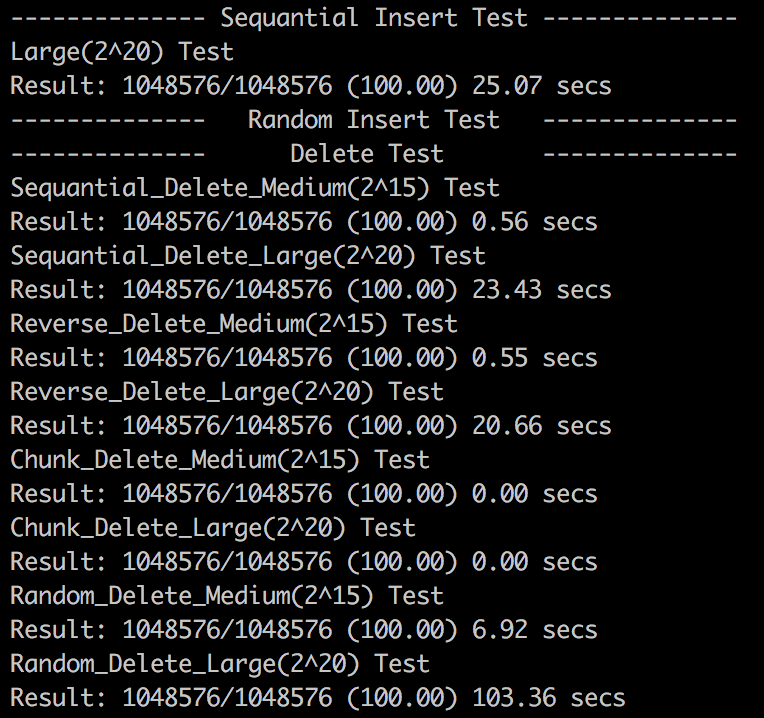 -------------- Sequantial Insert Test --------------
Large(2^20) Test
Result: 1048576/1048576 (100.00) 25.07 secs
--------------   Random Insert Test   --------------
--------------      Delete Test       --------------
Sequantial_Delete_Medium(2^15) Test
Result: 1048576/1048576 (100.00) 0.56 secs
Sequantial_Delete_Large(2^20) Test
Result: 1048576/1048576 (100.00) 23.43 secs
Reverse_Delete_Medium(2^15) Test
Result: 1048576/1048576 (100.00) 0.55 secs
Reverse_Delete_Large(2^20) Test
Result: 1048576/1048576 (100.00) 20.66 secs
Chunk_Delete_Medium(2^15) Test
Result: 1048576/1048576 (100.00) 0.00 secs
Chunk_Delete_Large(2^20) Test
Result: 1048576/1048576 (100.00) 0.00 secs
Random_Delete_Medium(2^15) Test
Result: 1048576/1048576 (100.00) 6.92 secs
Random_Delete_Large(2^20) Test
Result: 1048576/1048576 (100.00) 103.36 secs